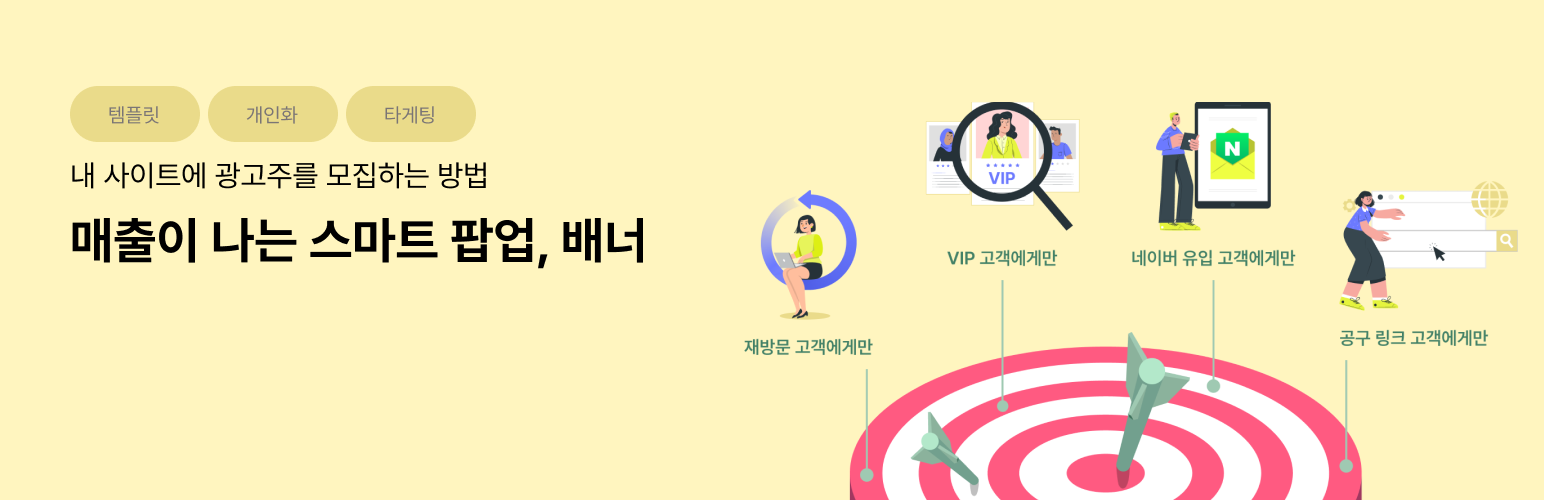 템플릿
개인화
타게팅
내 사이트에 광고주를 모집하는 방법
매출이 나는 스마트 팝업, 배너
VIP
N
VIP 고객에게만
네이버 유입 고객에게만
재방문 고객에게만
공구 링크 고객에게만